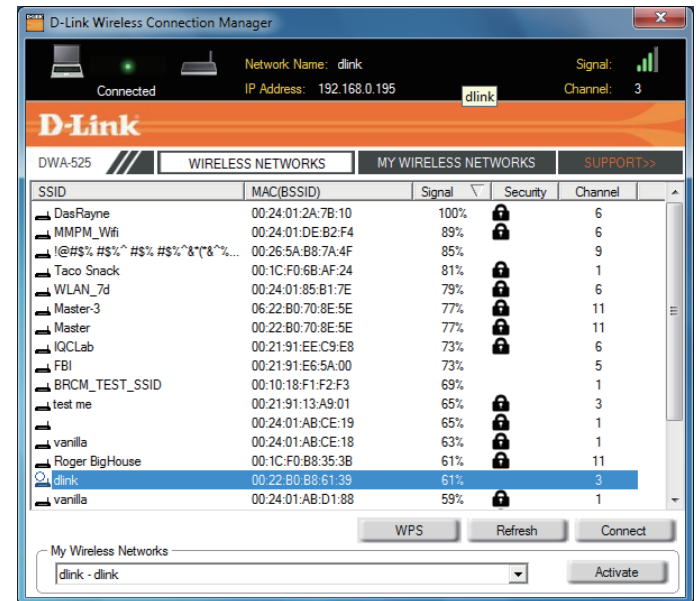 D-Link Wireless Connection Manager
Network Name: dlink Signal:
Connected IP Address: 192.168.0.195 dlink Channel: 3
D-Link
DWA-525 WIRELESS NETWORKS MY WIRELESS NETWORKS SUPPORT>>
SSID MAC(BSSID) Signal Security Channel
DasRayne 00:24:01:2A:7B:10 100% 6
MMPM_Wifi 00:24:01:DE:B2:F4 89% 6
!@#$% #$%^ #$% #$%^&*(*&^%... 00:26:5A:B8:7A:4F 85% 9
Taco Snack 00:1C:F0:6B:AF:24 81% 1
WLAN_7d 00:24:01:85:B1:7E 79% 6
Master-3 06:22:B0:70:8E:5E 77% 11
Master 00:22:B0:70:8E:5E 77% 11
IQCLab 00:21:91:EE:C9:E8 73% 6
FBI 00:21:91:E6:5A:00 73% 5
BRCM_TEST_SSID 00:10:18:F1:F2:F3 69% 1
test me 00:21:91:13:A9:01 65% 3
00:24:01:AB:CE:19 65% 1
vanilla 00:24:01:AB:CE:18 63% 1
Roger BigHouse 00:1C:F0:B8:35:3B 61% 11
dlink 00:22:B0:B8:61:39 61% 3
vanilla 00:24:01:AB:D1:88 59% 1
WPS Refresh Connect
My Wireless Networks
dlink - dlink Activate